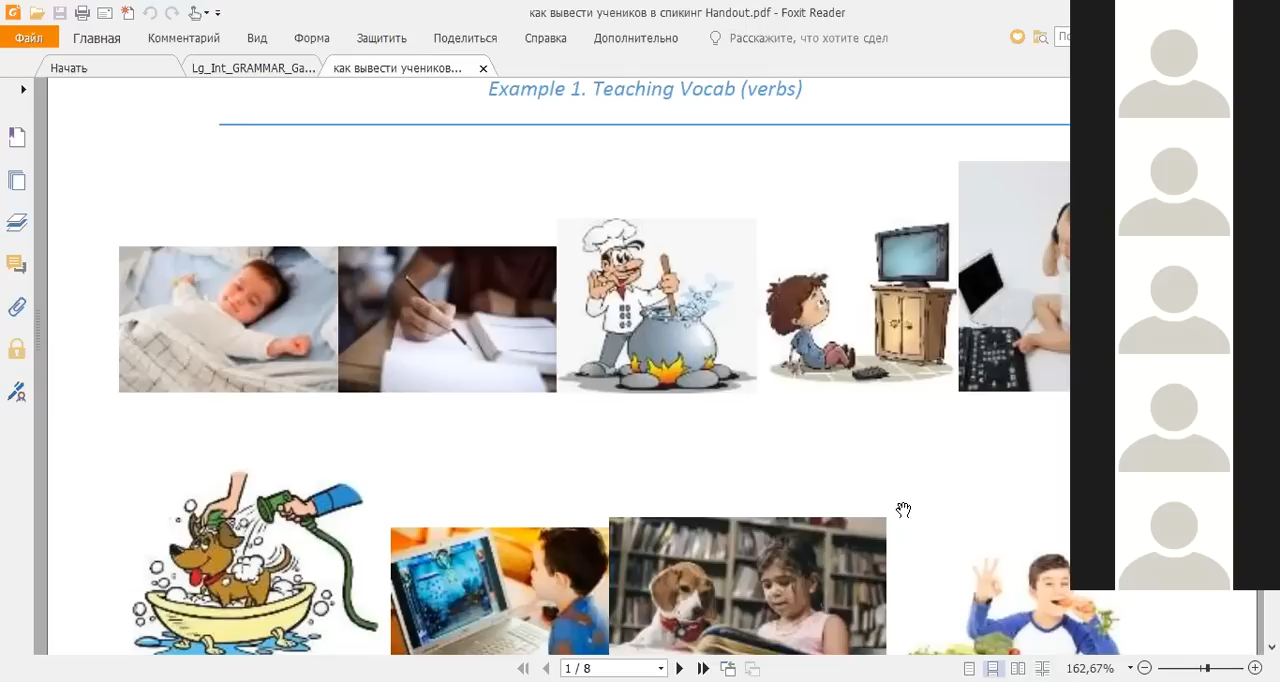 как вывести учеников в спикинг Handout.pdf - Foxit Reader
Файл Главная Комментарий Вид Форма Защитить Поделиться Справка Дополнительно Расскажите, что хотите сдел
Начать Lg_Int_GRAMMAR_Ga... как вывести учеников...
Example 1. Teaching Vocab (verbs)
1 / 8 162,67%